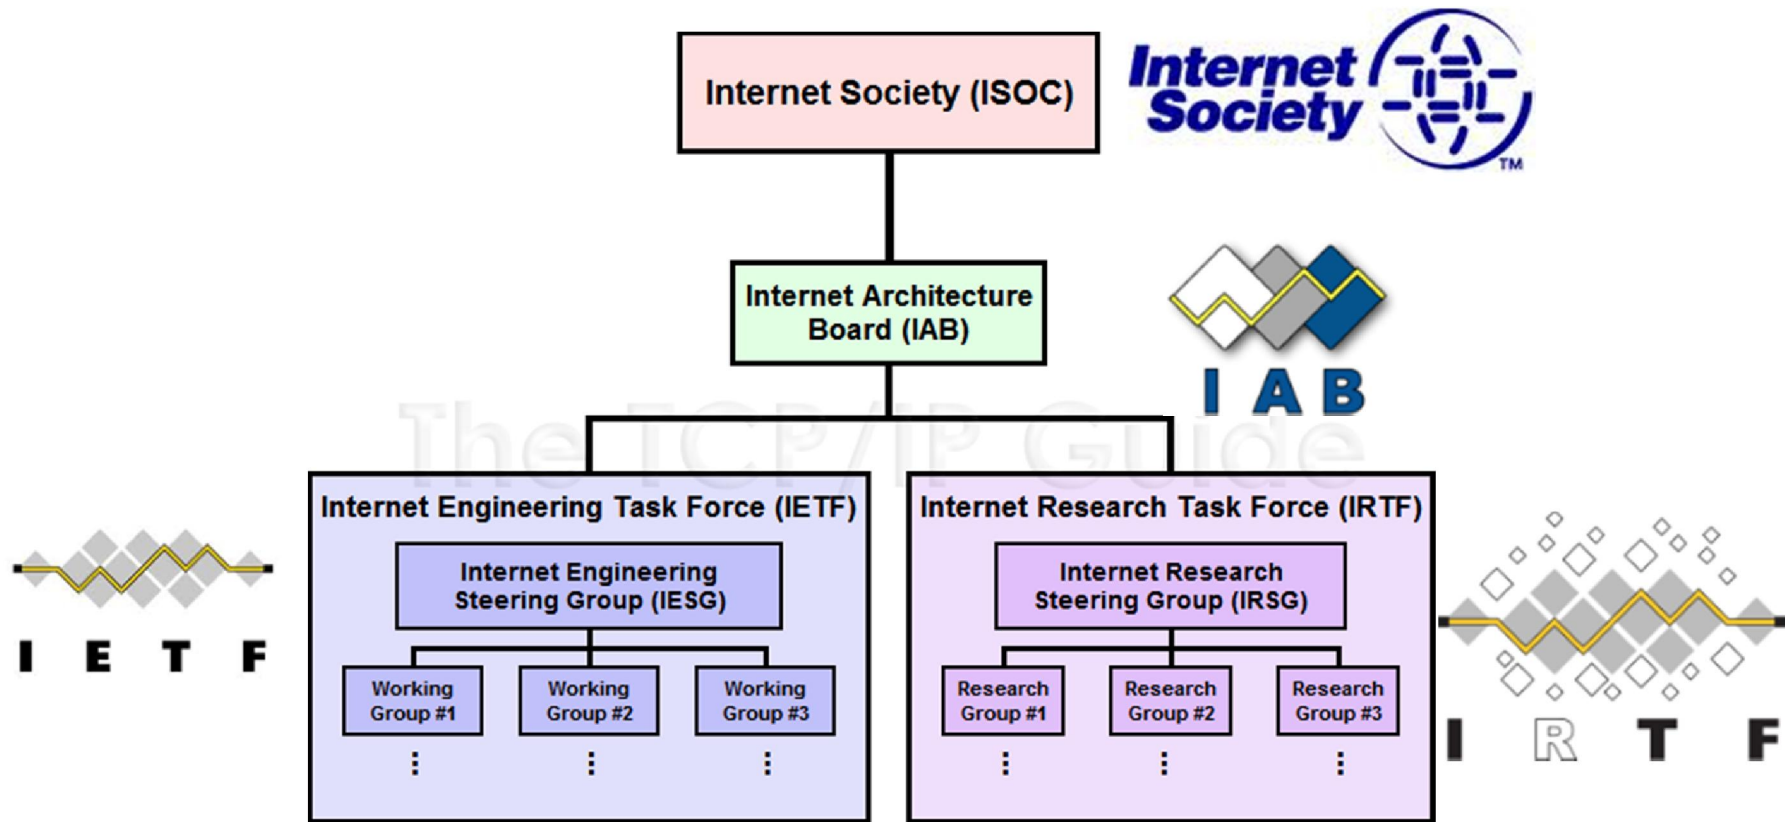 Internet Society (ISOC)
Internet
Society
TM
Internet Architecture
Board (IAB)
I A B
The TCP/IP Guide
Internet Engineering Task Force (IETF)
Internet Engineering
Steering Group (IESG)
Working
Group #1
Working
Group #2
Working
Group #3
I E T F
Internet Research Task Force (IRTF)
Internet Research
Steering Group (IRSG)
Research
Group #1
Research
Group #2
Research
Group #3
I R T F